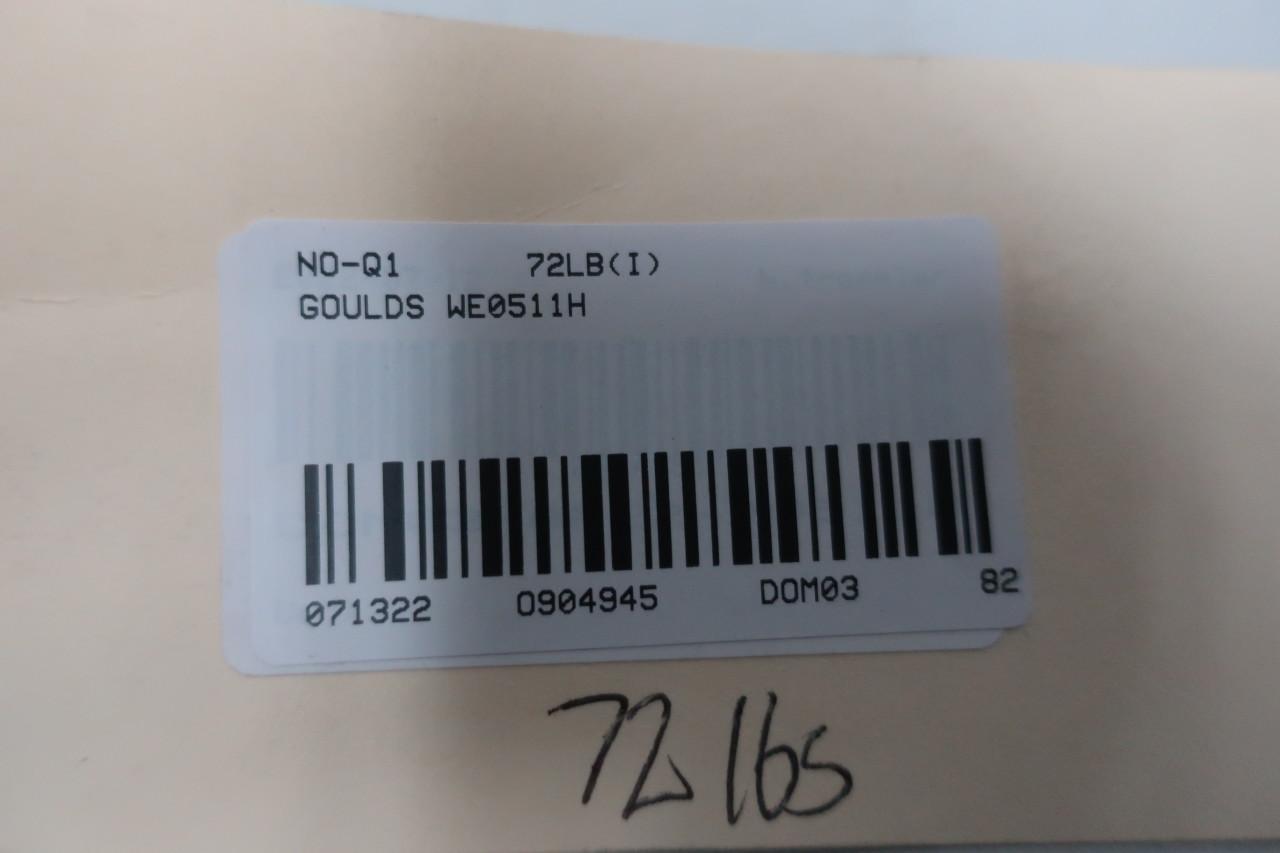 NO-Q1 72LB(I)
GOULDS WE0511H
071322 0904945 DOM03 82
72 lbs